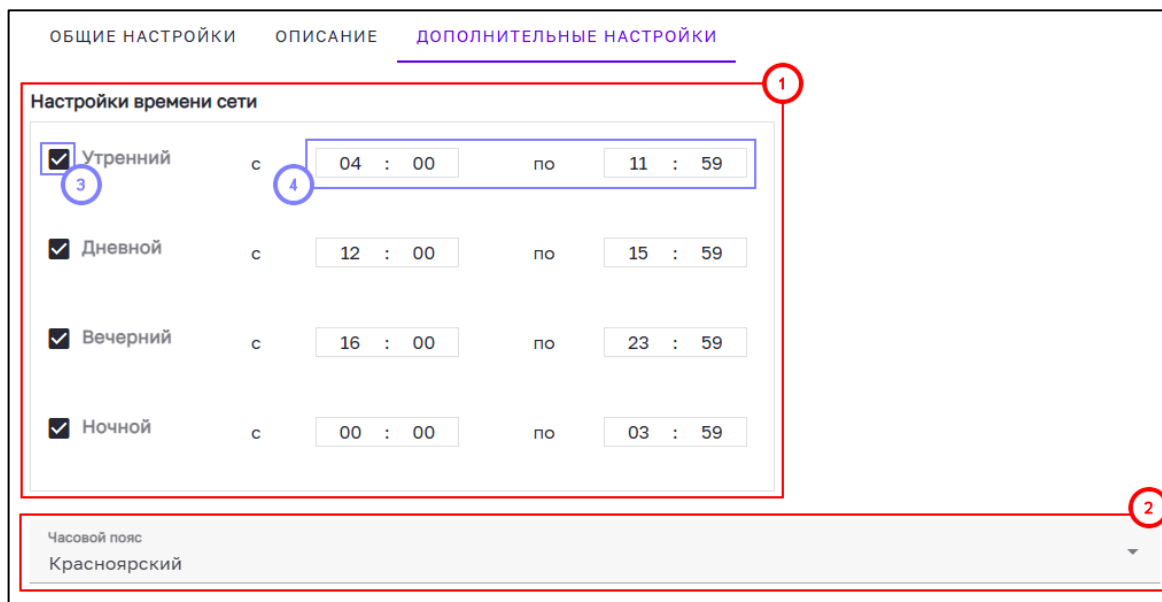 ОБЩИЕ НАСТРОЙКИ ОПИСАНИЕ ДОПОЛНИТЕЛЬНЫЕ НАСТРОЙКИ
1
Настройки времени сети
Утренний с 04 : 00 по 11 : 59
3 4
Дневной с 12 : 00 по 15 : 59
Вечерний с 16 : 00 по 23 : 59
Ночной с 00 : 00 по 03 : 59
2
Часовой пояс
Красноярский